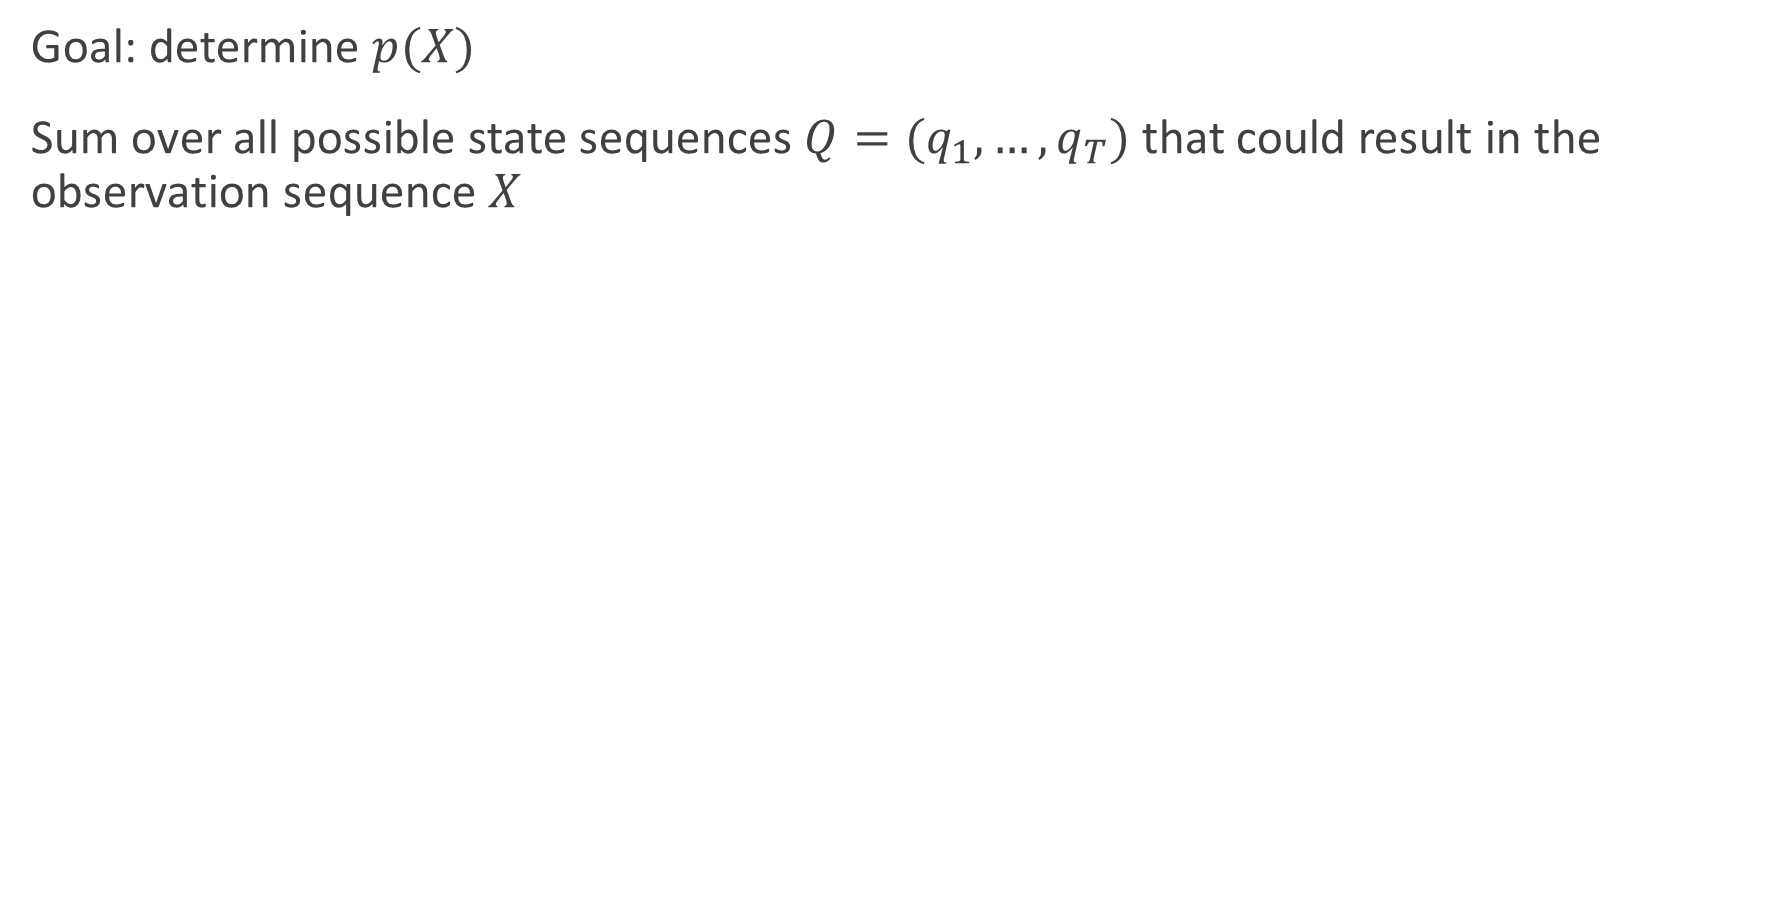 Goal: determine p(X)
Sum over all possible state sequences Q = (q₁, … , q_T) that could result in the
observation sequence X